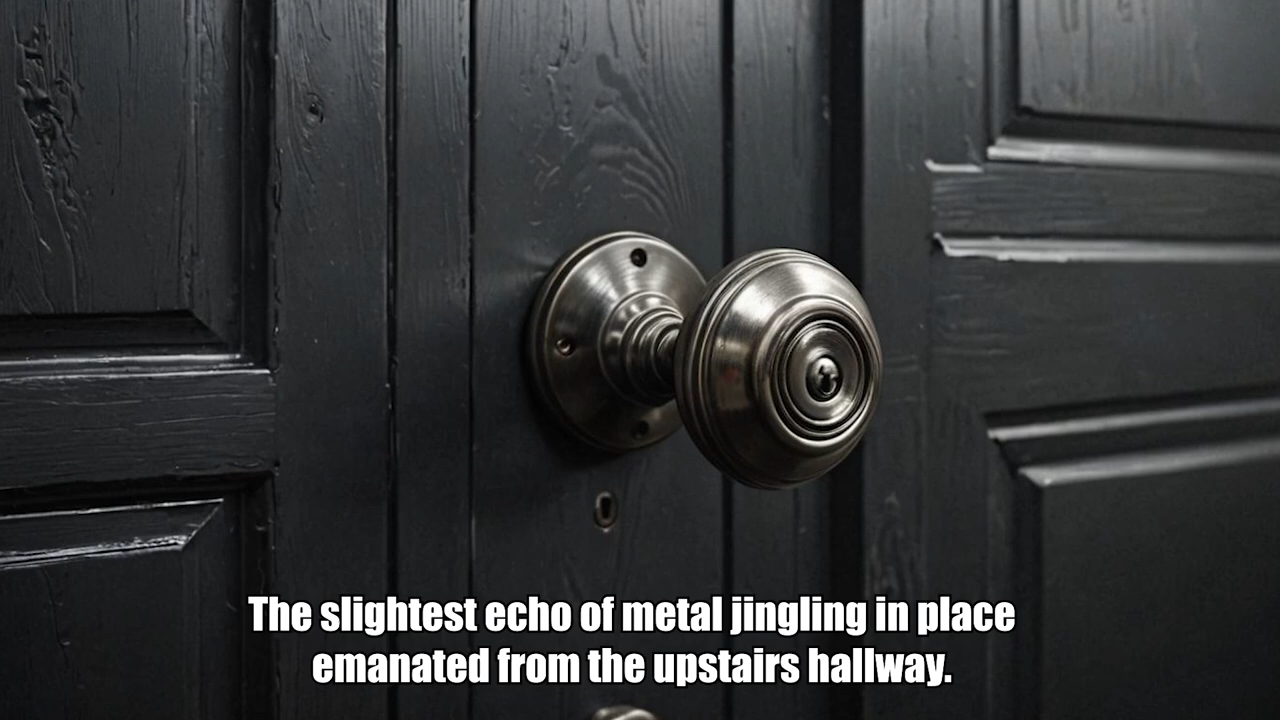 The slightest echo of metal jingling in place
emanated from the upstairs hallway.